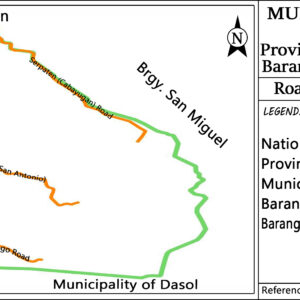 n
N
Brgy. San Miguel
Serparen (Cabayugan) Road
San Antonio)
go Road
Municipality of Dasol
MU
Provi
Baran
Roa
LEGEND:
Natio
Provin
Munic
Baran
Barang
Referenc